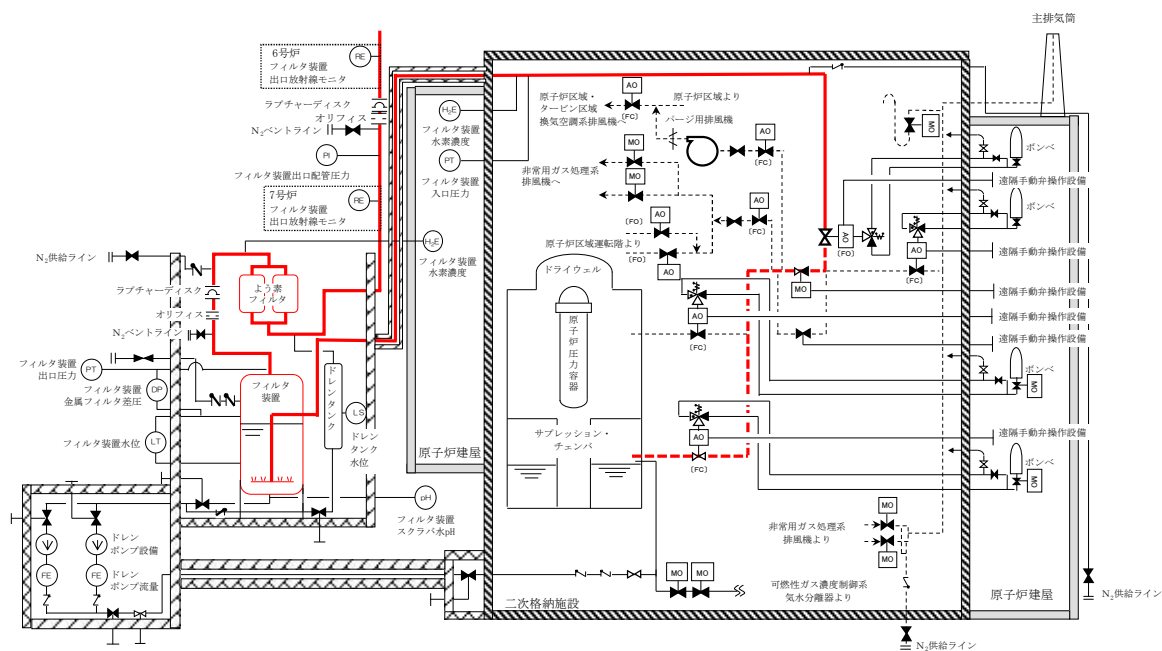 主排気筒
6号炉
フィルタ装置
出口放射線モニタ
RE
ラプチャーディスク
オリフィス
N₂ベントライン
PI
フィルタ装置出口配管圧力
7号炉
フィルタ装置
出口放射線モニタ
RE
H₂E
フィルタ装置
水素濃度
PT
フィルタ装置
入口圧力
H₂E
フィルタ装置
水素濃度
N₂供給ライン
ラプチャーディスク
オリフィス
N₂ベントライン
よう素
フィルタ
フィルタ装置
出口圧力
PT
フィルタ装置
金属フィルタ差圧
DP
フィルタ装置水位
LT
フィルタ
装置
ドレンタンク
LS
ドレン
タンク
水位
原子炉建屋
pH
フィルタ装置
スクラバ水pH
ドレン
ポンプ設備
FE
FE
ドレン
ポンプ流量
原子炉区域・
タービン区域
換気空調系排風機へ
AO
(FC)
原子炉区域より
パージ用排風機
AO
(FC)
MO
非常用ガス処理系
排風機へ
MO
AO
(FO)
AO
(FC)
原子炉区域運転階より
(FO)
AO
ドライウェル
原子炉圧力容器
サプレッション・
チェンバ
AO
(FC)
AO
(FC)
MO
AO
(FO)
AO
(FC)
MO
ボンベ
遠隔手動弁操作設備
ボンベ
遠隔手動弁操作設備
遠隔手動弁操作設備
遠隔手動弁操作設備
遠隔手動弁操作設備
遠隔手動弁操作設備
ボンベ
MO
遠隔手動弁操作設備
ボンベ
MO
MO
非常用ガス処理系
排風機より
MO
可燃性ガス濃度制御系
気水分離器より
MO
MO
二次格納施設
原子炉建屋
N₂供給ライン
N₂供給ライン